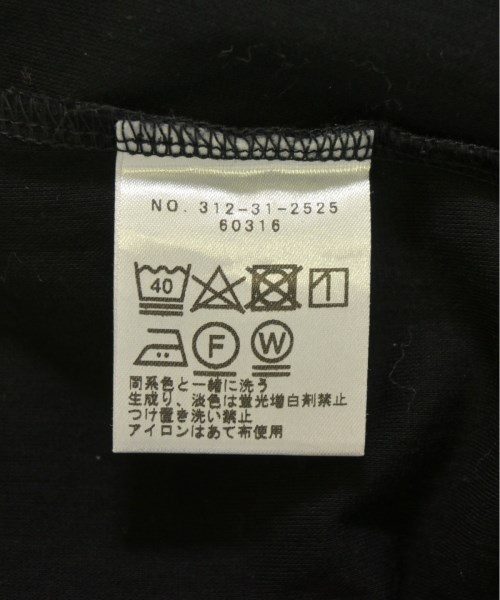 NO. 312-31-2525
60316
40
F W
同系色と一緒に洗う
生成り、淡色は蛍光増白剤禁止
つけ置き洗い禁止
アイロンはあて布使用